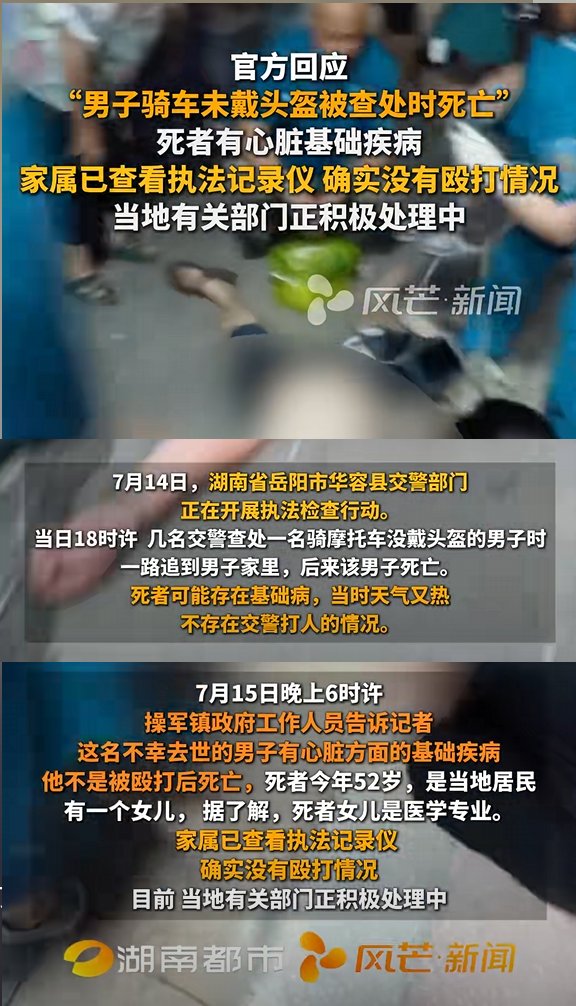 官方回应
“男子骑车未戴头盔被查处时死亡”
死者有心脏基础疾病
家属已查看执法记录仪 确实没有殴打情况
当地有关部门正积极处理中
风芒·新闻
7月14日，湖南省岳阳市华容县交警部门
正在开展执法检查行动。
当日18时许 几名交警查处一名骑摩托车没戴头盔的男子时
一路追到男子家里，后来该男子死亡。
死者可能存在基础病，当时天气又热
不存在交警打人的情况。
7月15日晚上6时许
操军镇政府工作人员告诉记者
这名不幸去世的男子有心脏方面的基础疾病
他不是被殴打后死亡，死者今年52岁，是当地居民
有一个女儿，据了解，死者女儿是医学专业。
家属已查看执法记录仪
确实没有殴打情况
目前 当地有关部门正积极处理中
湖南都市 风芒·新闻